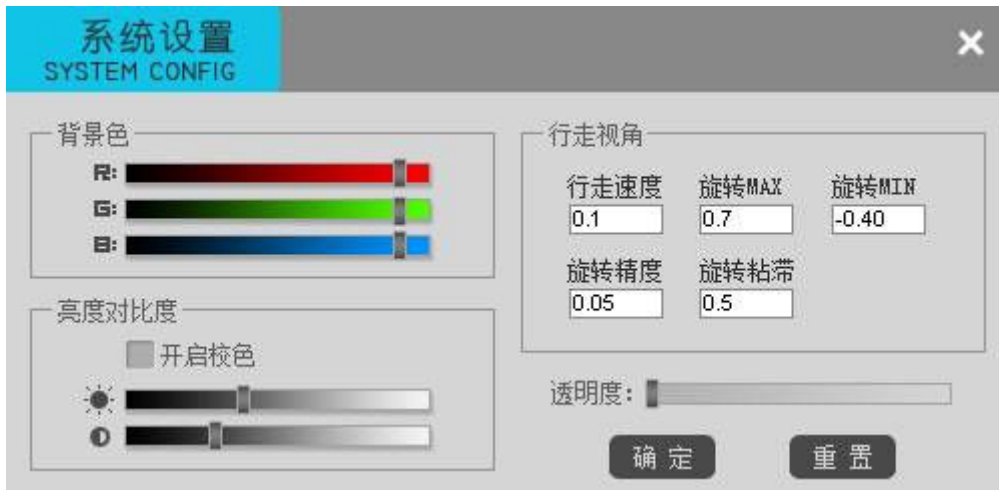 系统设置
SYSTEM CONFIG
背景色
R:
G:
B:
亮度对比度
开启校色
行走视角
行走速度 旋转MAX 旋转MIN
0.1 0.7 -0.40
旋转精度 旋转粘滞
0.05 0.5
透明度:
确定 重置